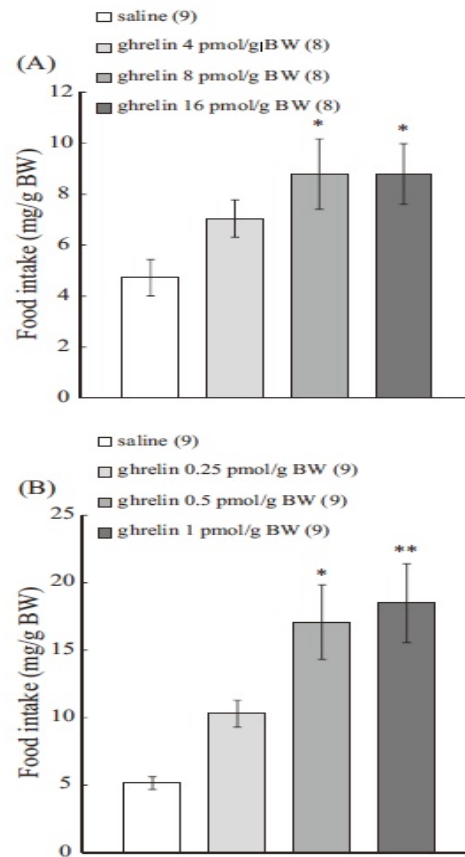 saline (9)
ghrelin 4 pmol/g BW (8)
(A)
ghrelin 8 pmol/g BW (8)
ghrelin 16 pmol/g BW (8)
12
10
8
6
4
2
0
Food intake (mg/g BW)
*
*
saline (9)
ghrelin 0.25 pmol/g BW (9)
(B)
ghrelin 0.5 pmol/g BW (9)
ghrelin 1 pmol/g BW (9)
25
20
15
10
5
0
Food intake (mg/g BW)
*
**